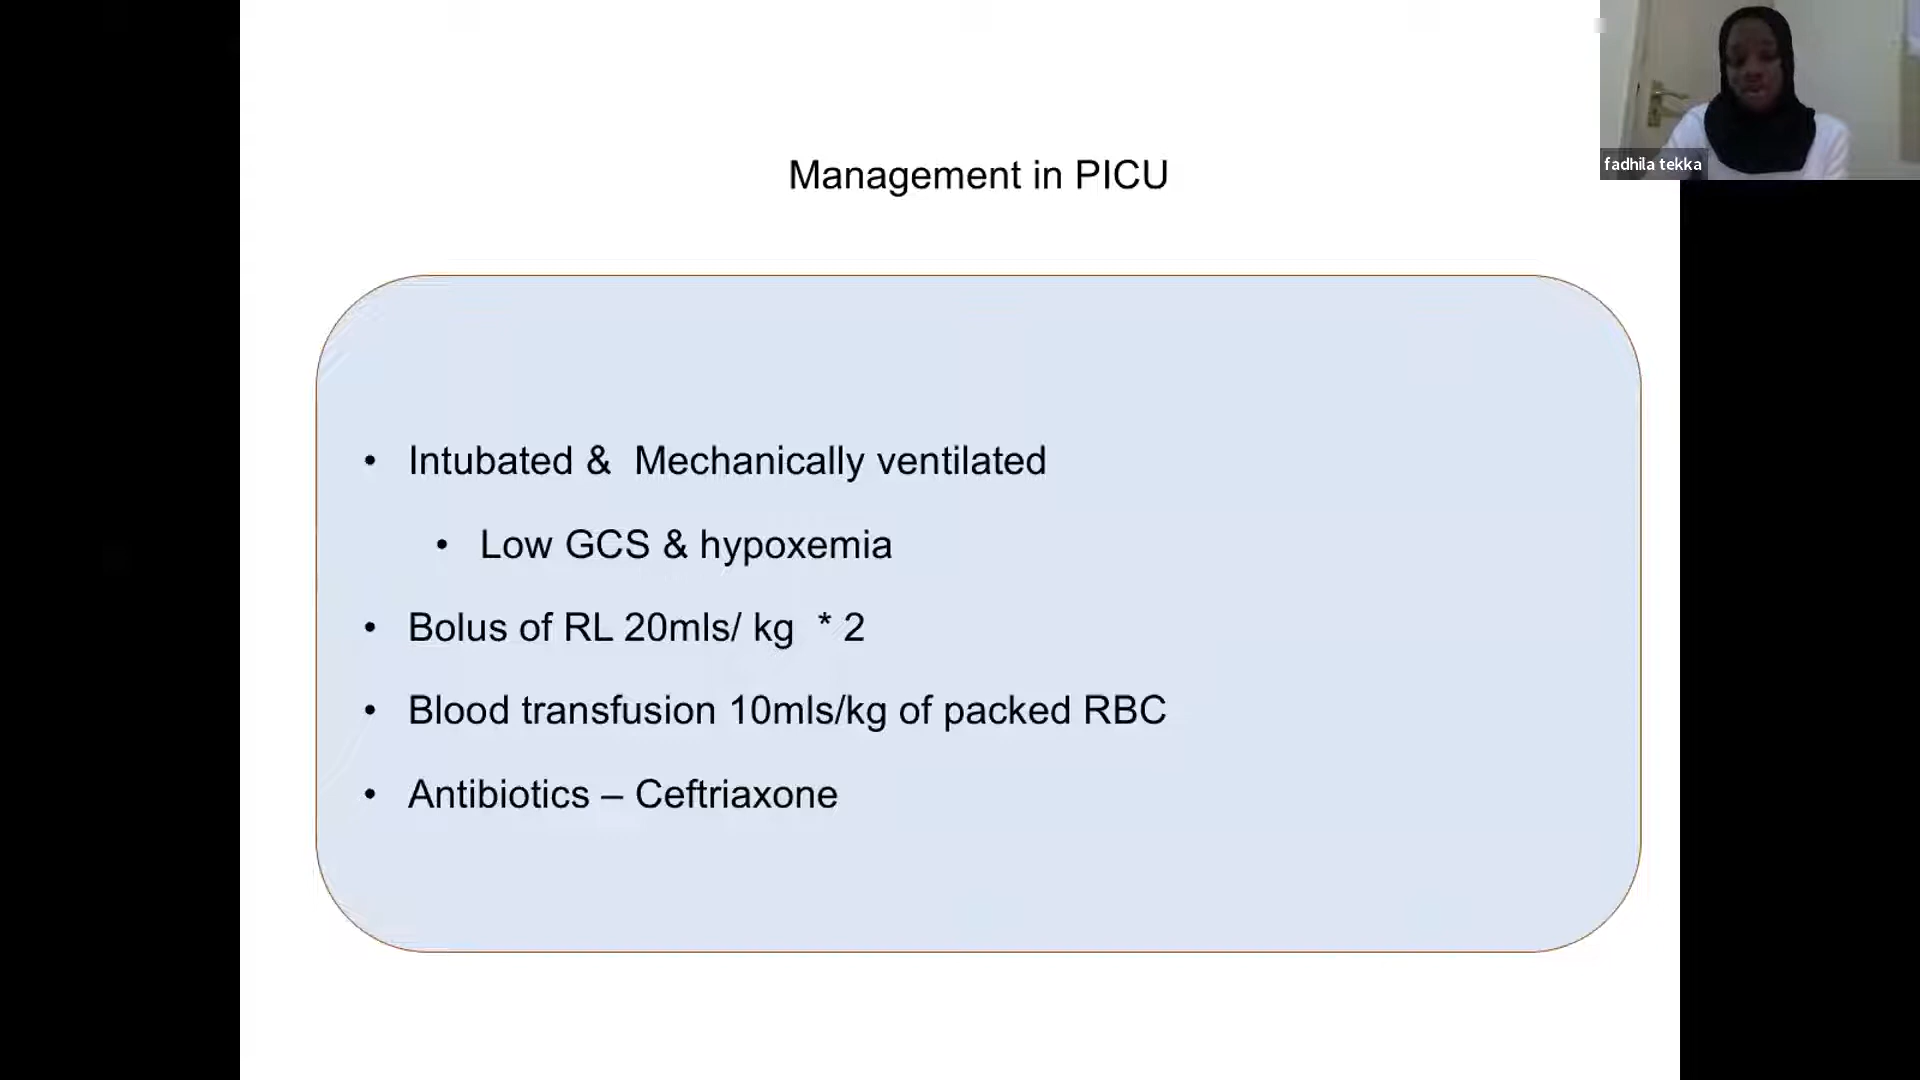 fadhila tekka
Management in PICU
• Intubated & Mechanically ventilated
• Low GCS & hypoxemia
• Bolus of RL 20mls/ kg * 2
• Blood transfusion 10mls/kg of packed RBC
• Antibiotics – Ceftriaxone